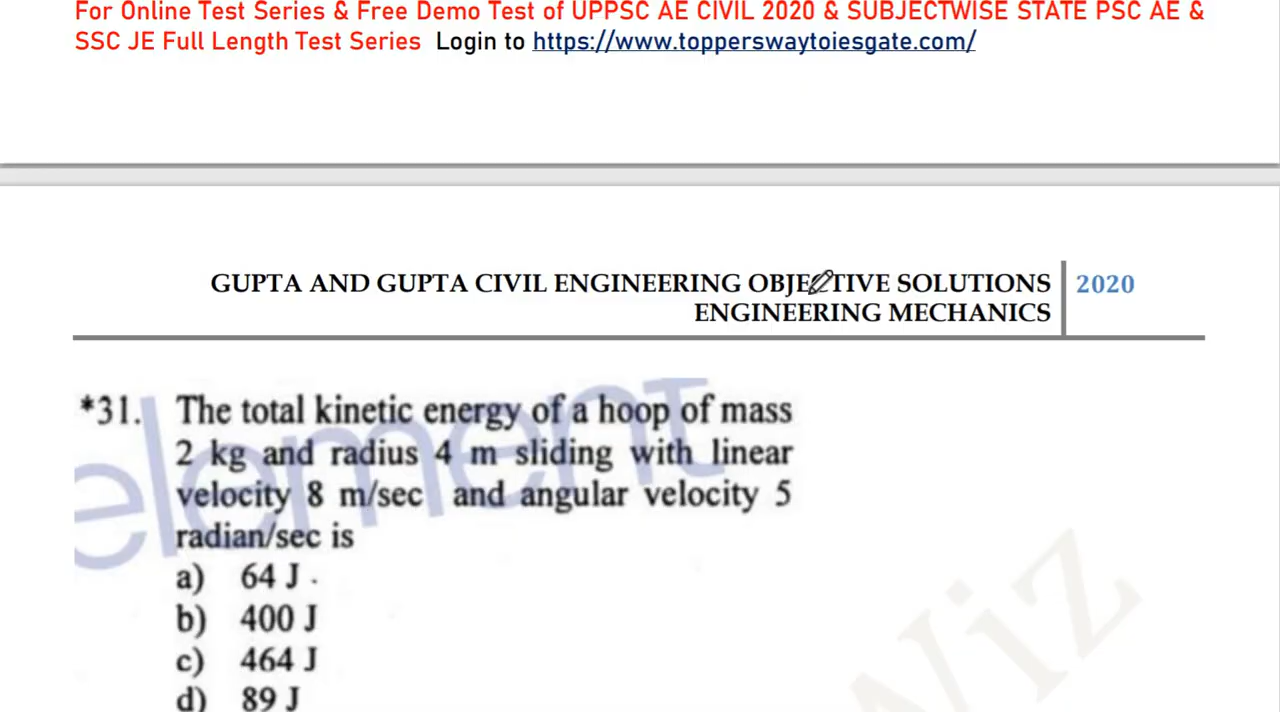 For Online Test Series & Free Demo Test of UPPSC AE CIVIL 2020 & SUBJECTWISE STATE PSC AE &
SSC JE Full Length Test Series Login to https://www.topperswaytoiesgate.com/
GUPTA AND GUPTA CIVIL ENGINEERING OBJECTIVE SOLUTIONS 2020
ENGINEERING MECHANICS
element
*31. The total kinetic energy of a hoop of mass
2 kg and radius 4 m sliding with linear
velocity 8 m/sec and angular velocity 5
radian/sec is
a) 64 J .
b) 400 J
c) 464 J
d) 89 J